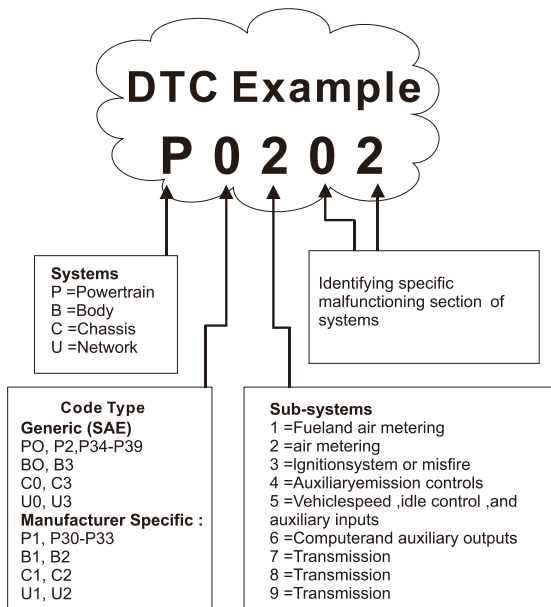 DTC Example
P 0 2 0 2
Systems
P =Powertrain
B =Body
C =Chassis
U =Network
Identifying specific
malfunctioning section of
systems
Code Type
Generic (SAE)
PO, P2,P34-P39
BO, B3
C0, C3
U0, U3
Manufacturer Specific :
P1, P30-P33
B1, B2
C1, C2
U1, U2
Sub-systems
1 =Fueland air metering
2 =air metering
3 =Ignitionsystem or misfire
4 =Auxiliaryemission controls
5 =Vehiclespeed ,idle control ,and
auxiliary inputs
6 =Computerand auxiliary outputs
7 =Transmission
8 =Transmission
9 =Transmission